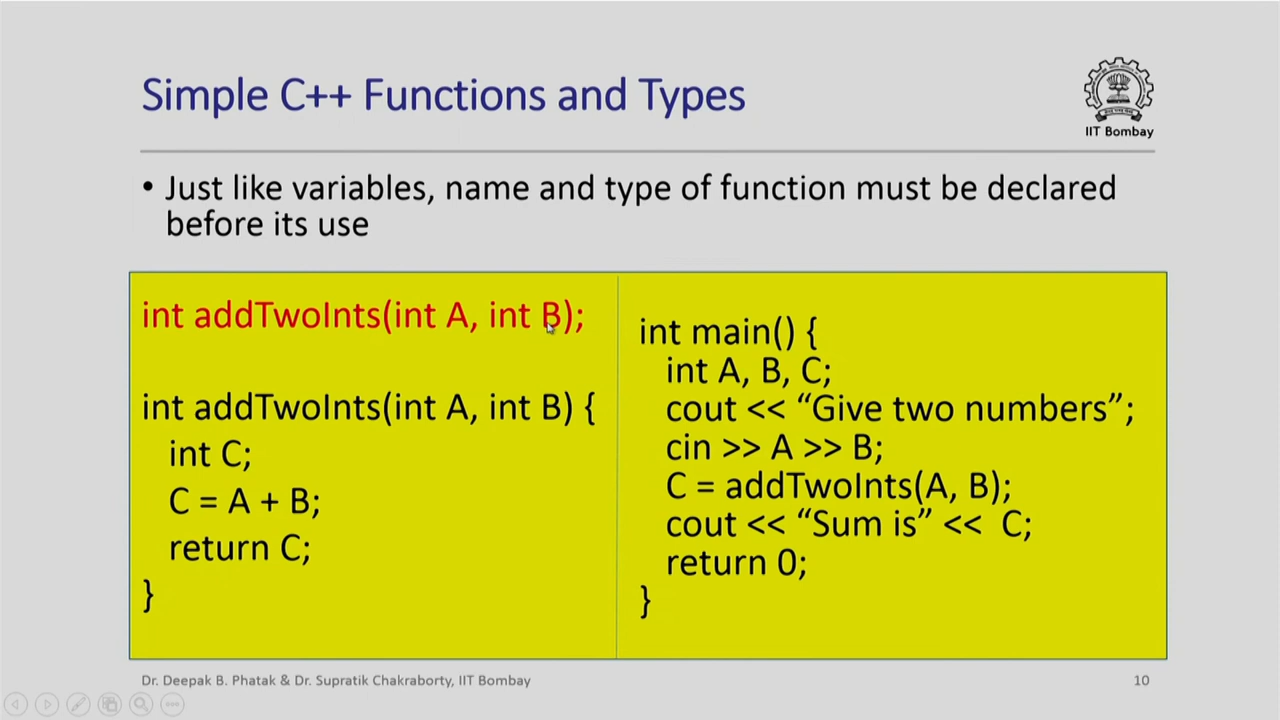 Simple C++ Functions and Types
IIT Bombay
• Just like variables, name and type of function must be declared
before its use
int addTwoInts(int A, int B);
int addTwoInts(int A, int B) {
int C;
C = A + B;
return C;
}
int main() {
int A, B, C;
cout << “Give two numbers”;
cin >> A >> B;
C = addTwoInts(A, B);
cout << “Sum is” << C;
return 0;
}
Dr. Deepak B. Phatak & Dr. Supratik Chakraborty, IIT Bombay
10